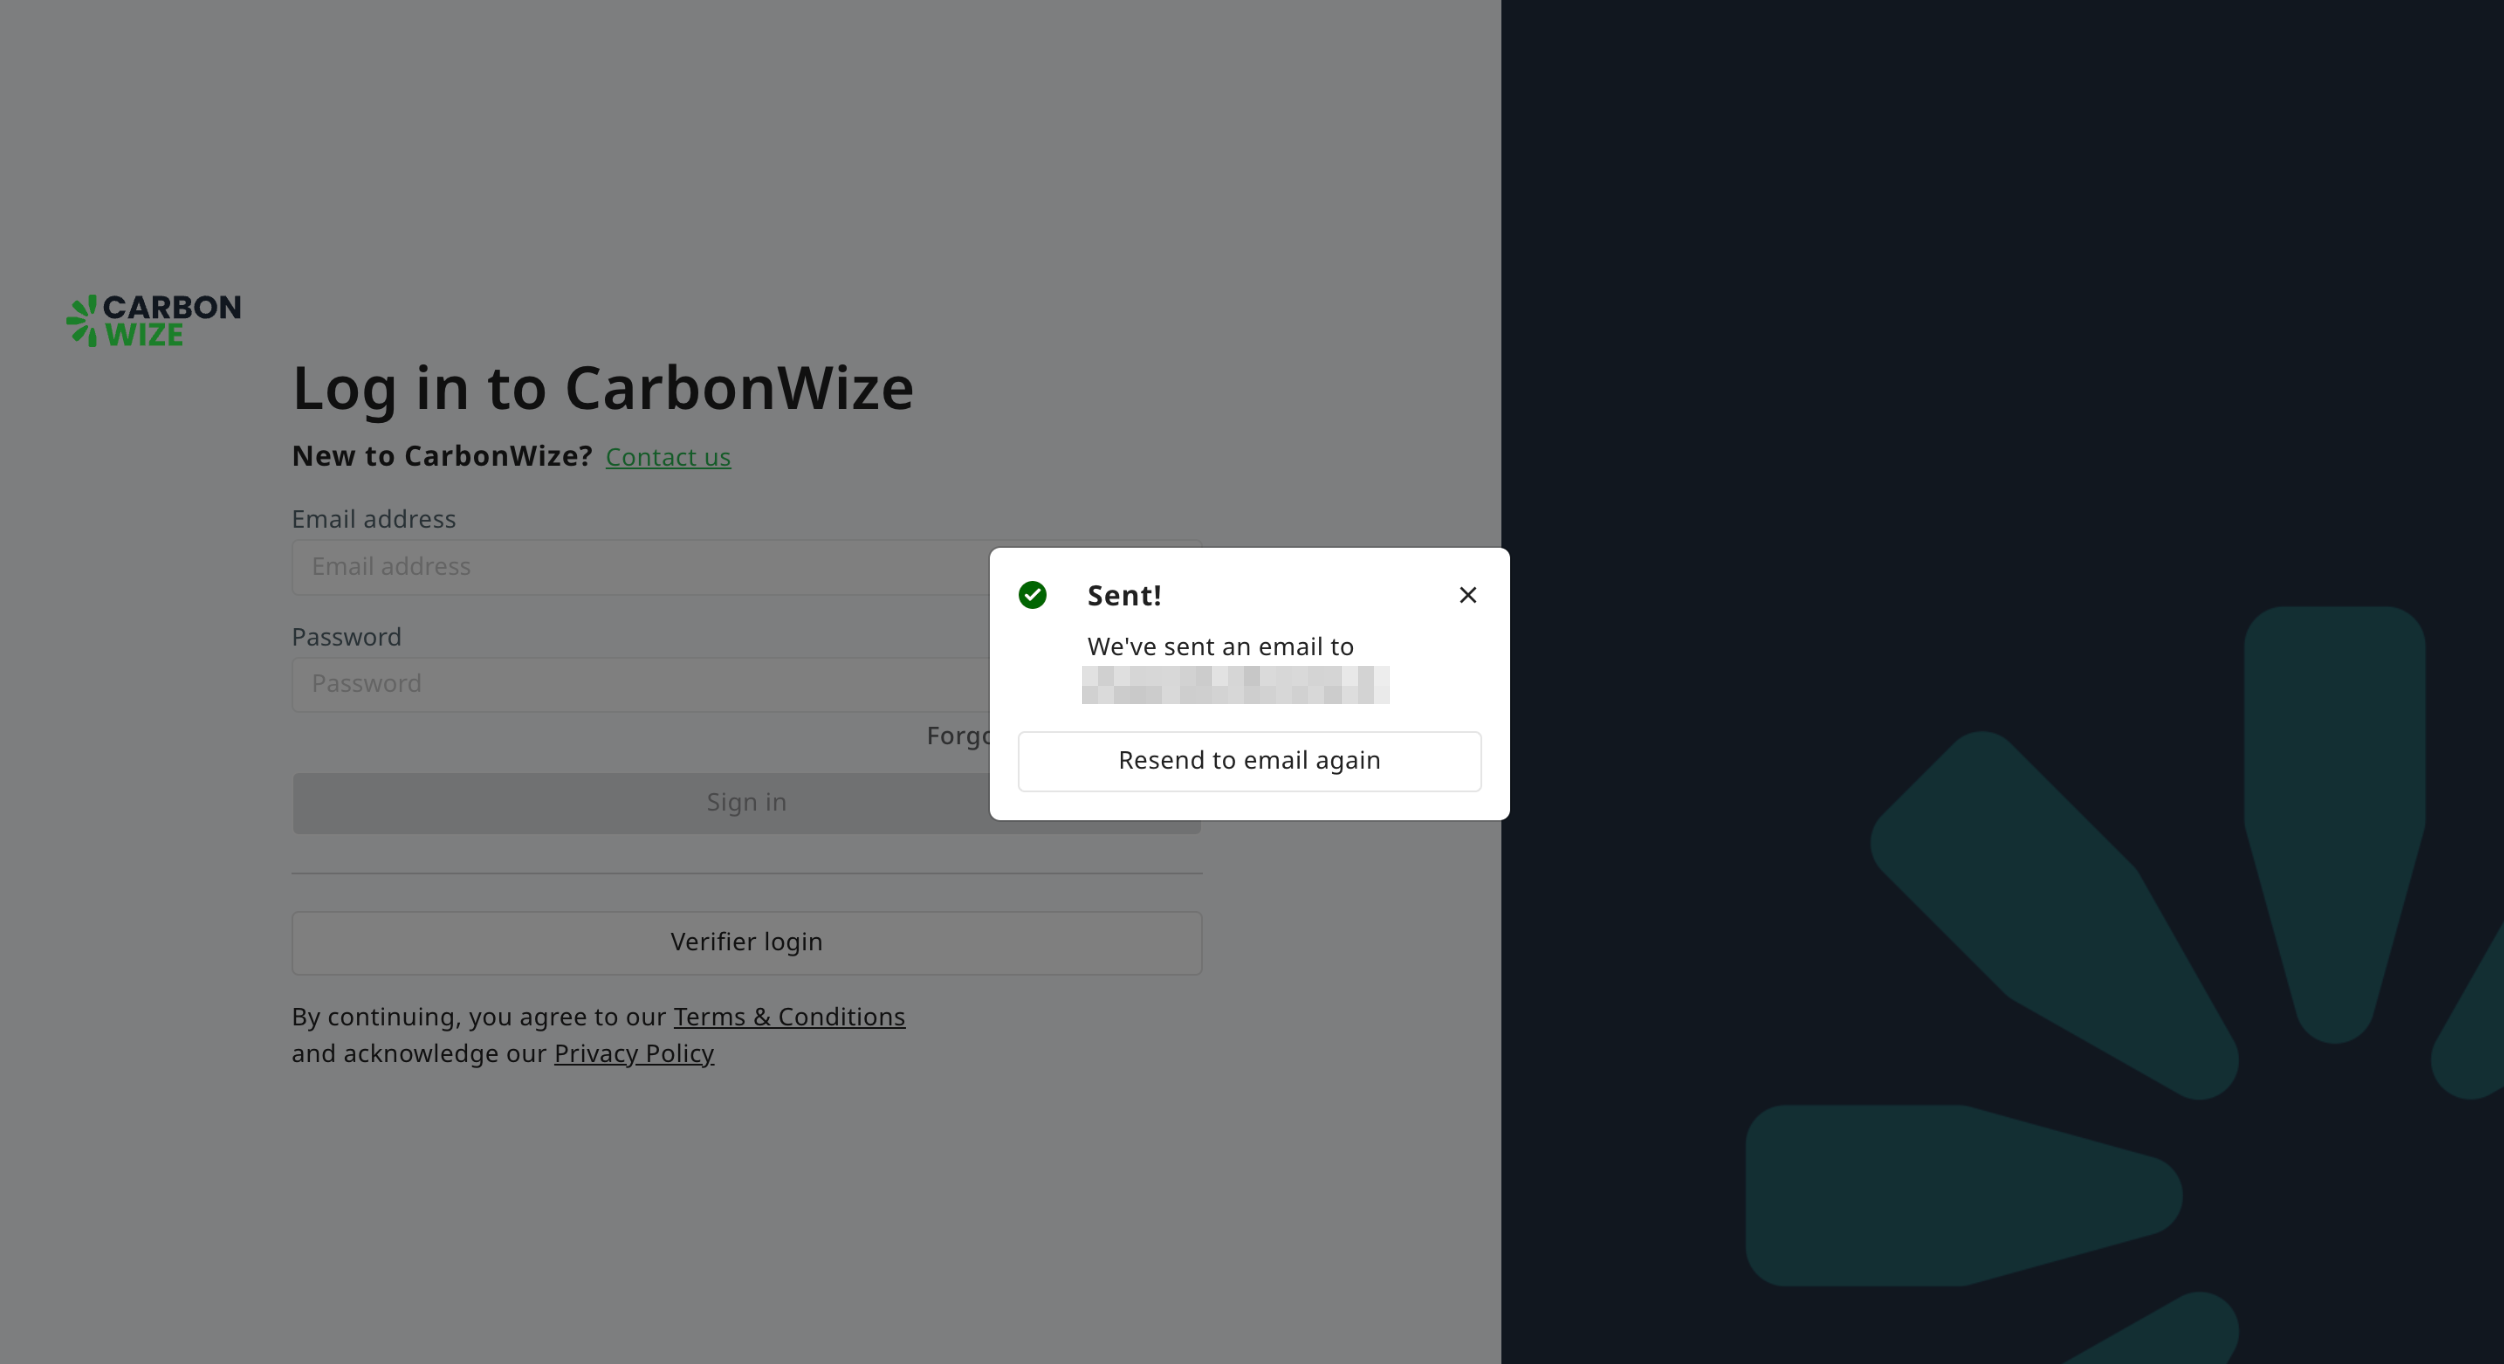 CARBON
WIZE
Log in to CarbonWize
New to CarbonWize? Contact us
Email address
Email address
Password
Password
Forgo
Sign in
Verifier login
By continuing, you agree to our Terms & Conditions
and acknowledge our Privacy Policy
Sent!
We've sent an email to
Resend to email again